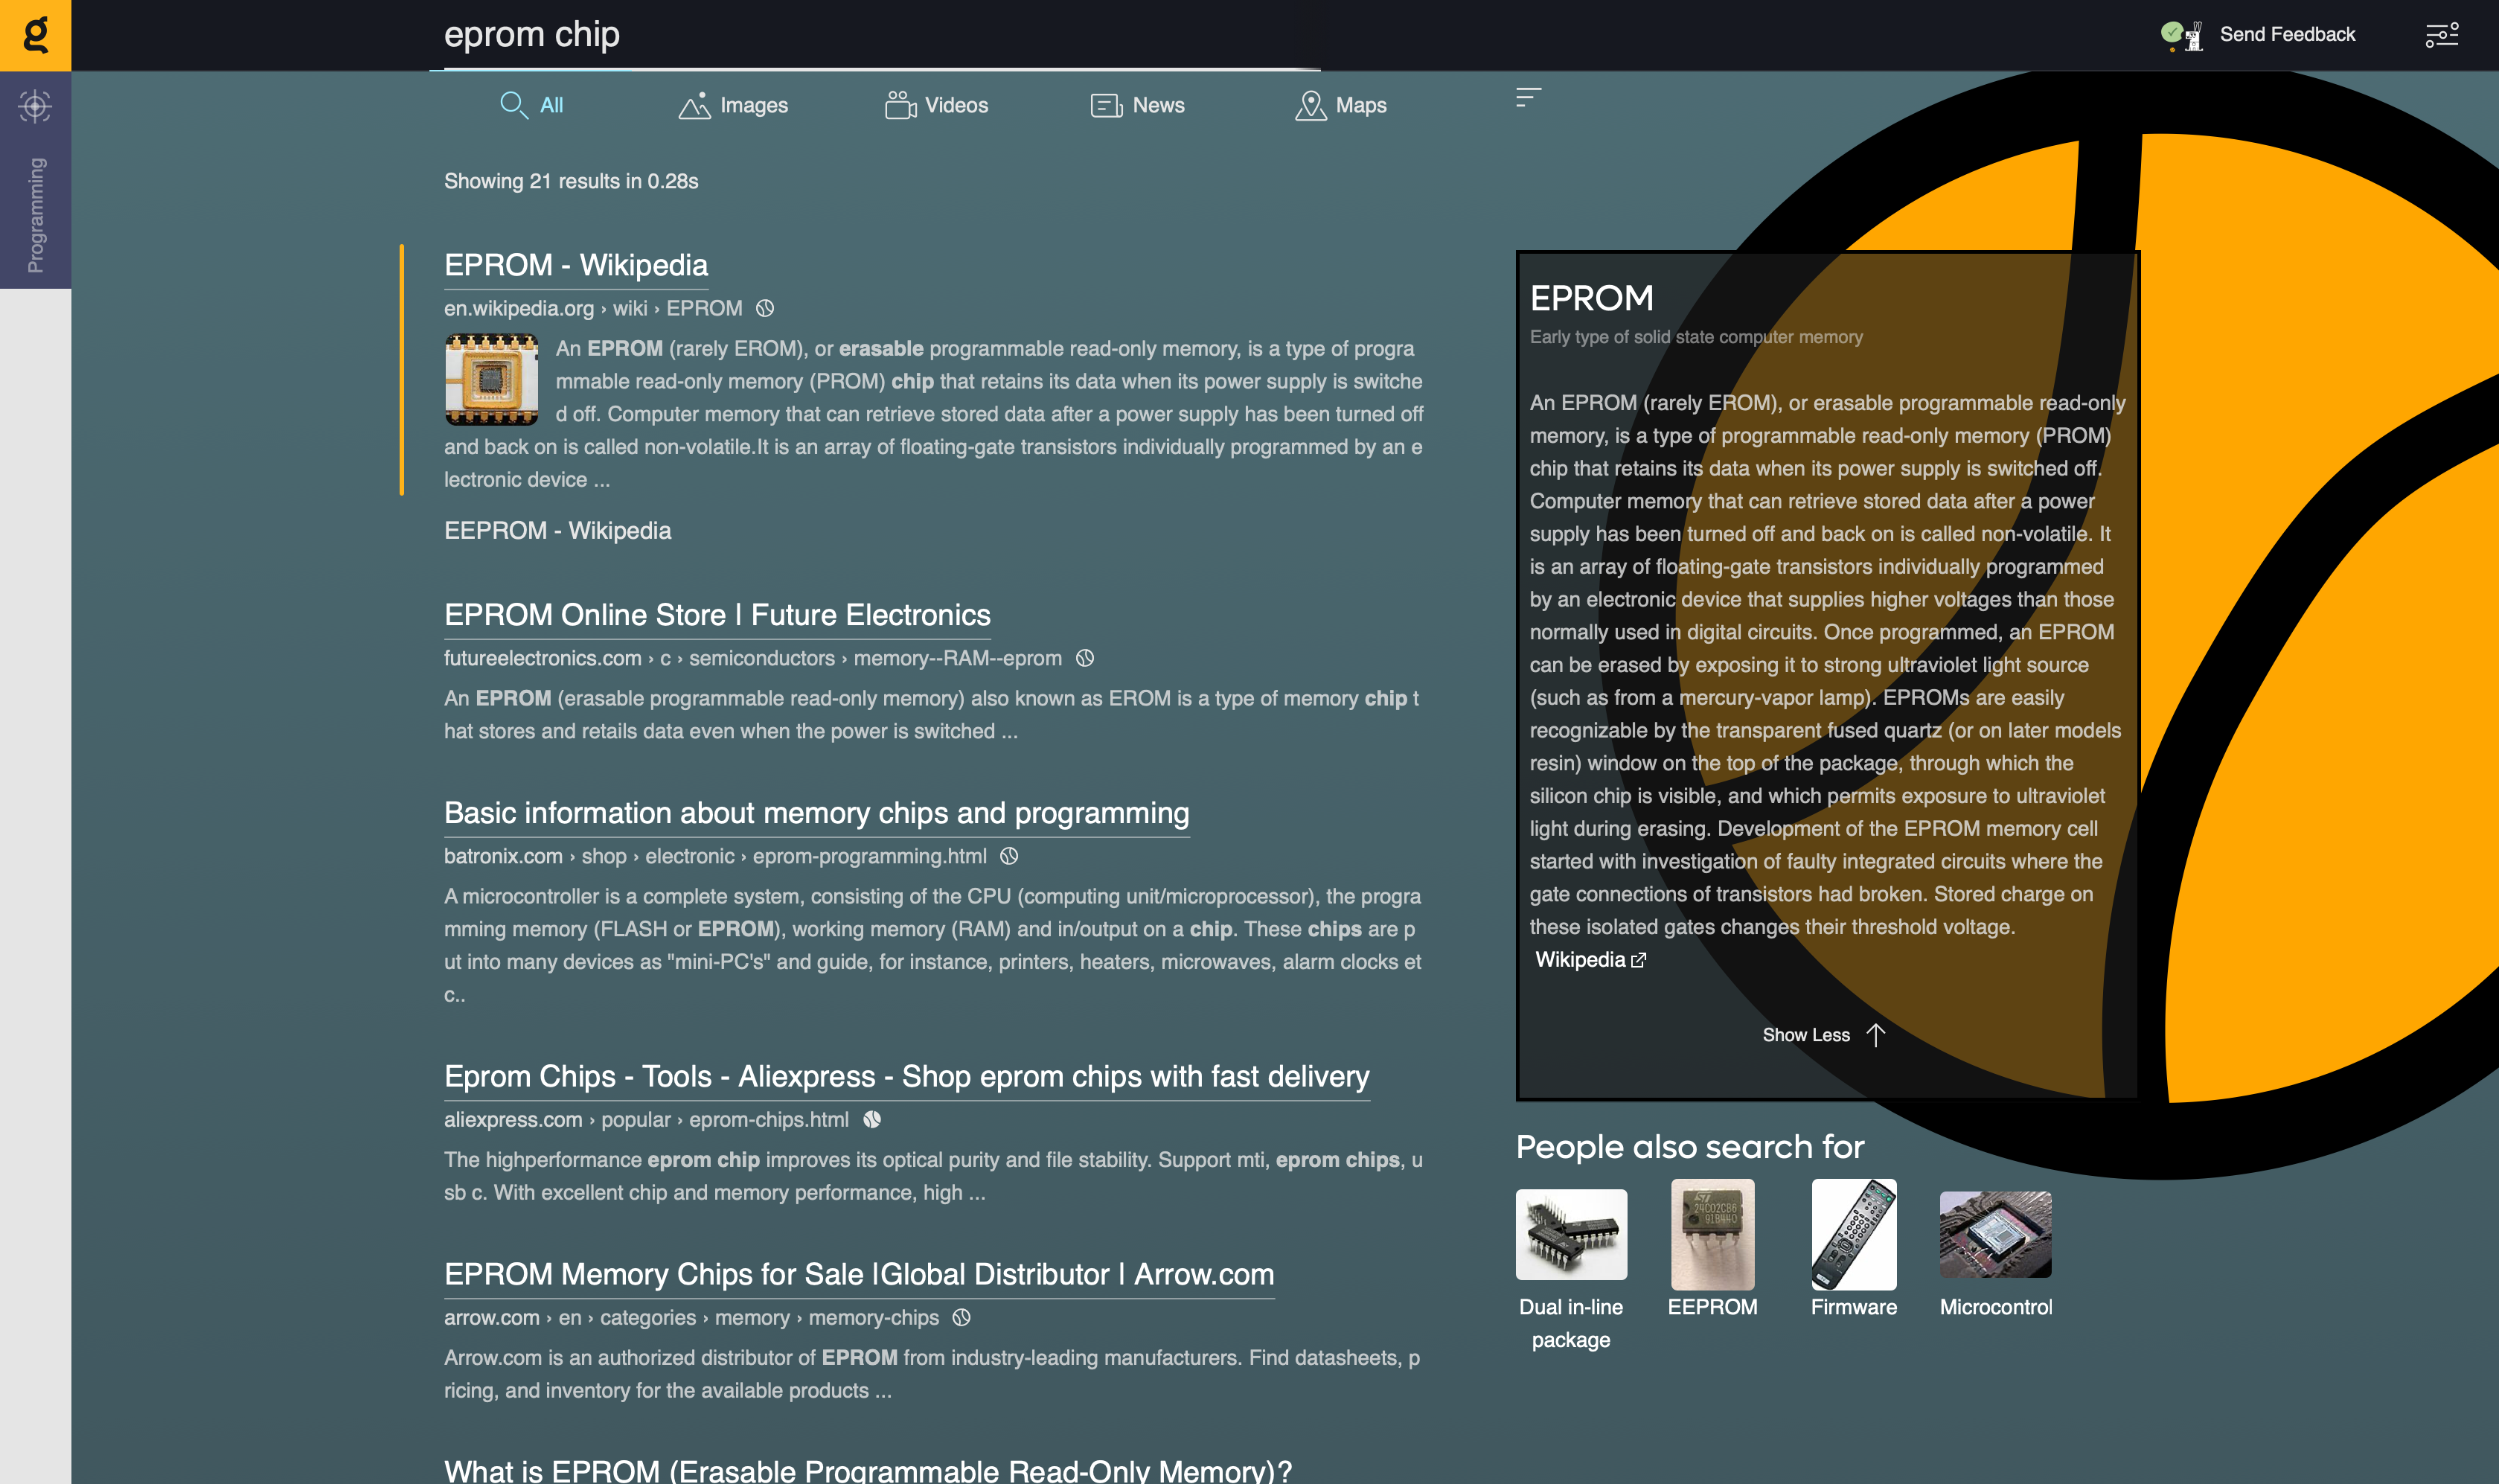 g
eprom chip
Send Feedback
Programming
All
Images
Videos
News
Maps
Showing 21 results in 0.28s
EPROM - Wikipedia
en.wikipedia.org › wiki › EPROM
An EPROM (rarely EROM), or erasable programmable read-only memory, is a type of progra
mmable read-only memory (PROM) chip that retains its data when its power supply is switche
d off. Computer memory that can retrieve stored data after a power supply has been turned off
and back on is called non-volatile.It is an array of floating-gate transistors individually programmed by an e
lectronic device ...
EEPROM - Wikipedia
EPROM Online Store | Future Electronics
futureelectronics.com › c › semiconductors › memory--RAM--eprom
An EPROM (erasable programmable read-only memory) also known as EROM is a type of memory chip t
hat stores and retails data even when the power is switched ...
Basic information about memory chips and programming
batronix.com › shop › electronic › eprom-programming.html
A microcontroller is a complete system, consisting of the CPU (computing unit/microprocessor), the progra
mming memory (FLASH or EPROM), working memory (RAM) and in/output on a chip. These chips are p
ut into many devices as "mini-PC's" and guide, for instance, printers, heaters, microwaves, alarm clocks et
c..
Eprom Chips - Tools - Aliexpress - Shop eprom chips with fast delivery
aliexpress.com › popular › eprom-chips.html
The highperformance eprom chip improves its optical purity and file stability. Support mti, eprom chips, u
sb c. With excellent chip and memory performance, high ...
EPROM Memory Chips for Sale |Global Distributor | Arrow.com
arrow.com › en › categories › memory › memory-chips
Arrow.com is an authorized distributor of EPROM from industry-leading manufacturers. Find datasheets, p
ricing, and inventory for the available products ...
What is EPROM (Erasable Programmable Read-Only Memory)?
EPROM
Early type of solid state computer memory
An EPROM (rarely EROM), or erasable programmable read-only
memory, is a type of programmable read-only memory (PROM)
chip that retains its data when its power supply is switched off.
Computer memory that can retrieve stored data after a power
supply has been turned off and back on is called non-volatile. It
is an array of floating-gate transistors individually programmed
by an electronic device that supplies higher voltages than those
normally used in digital circuits. Once programmed, an EPROM
can be erased by exposing it to strong ultraviolet light source
(such as from a mercury-vapor lamp). EPROMs are easily
recognizable by the transparent fused quartz (or on later models
resin) window on the top of the package, through which the
silicon chip is visible, and which permits exposure to ultraviolet
light during erasing. Development of the EPROM memory cell
started with investigation of faulty integrated circuits where the
gate connections of transistors had broken. Stored charge on
these isolated gates changes their threshold voltage.
Wikipedia
Show Less
People also search for
24C02CB6
91B440
Dual in-line
package
EEPROM
Firmware
Microcontrol